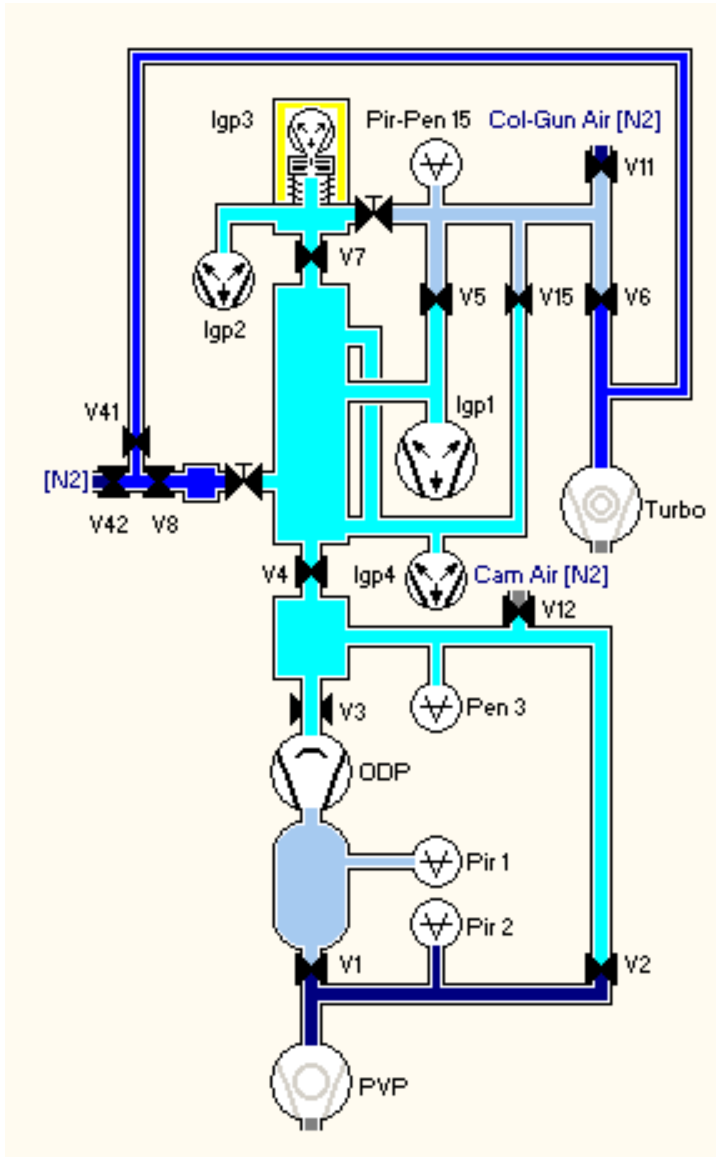 Igp3
Pir-Pen 15
Col-Gun Air [N2]
V11
V7
V5
V15
V6
Igp2
V41
Igp1
[N2]
V42
V8
Turbo
V4
Igp4
Cam Air [N2]
V12
V3
Pen 3
ODP
Pir 1
Pir 2
V1
V2
PVP